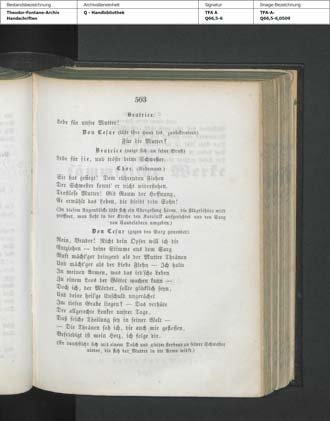 Bestandsbezeichnung
Archivalieneinheit
Signatur
Image-Bezeichnung
Theodor-Fontane-Archiv
Handschriften
Q - Handbibliothek
TFA A
Q66,5-6
TFA-A-
Q66,5-6,0509
503
Beatrice.
Lebe für unsre Mutter!
Don Cesar (läßt ihre Hand los, zurücktretend).
Für die Mutter?
Beatrice (neigt sich an seine Brust).
Lebe für sie, und tröste deine Schwester.
Chor. (Bohemund.)
Sie hat gesiegt! Dem rührenden Flehen
Der Schwester konnt' er nicht widerstehen.
Trostlose Mutter! Gib Raum der Hoffnung,
Er erwählt das Leben, dir bleibt dein Sohn!
(In diesem Augenblick läßt sich ein Chorgesang hören, die Flügelthüre wird
geöffnet, man sieht in der Kirche den Katafalk aufgerichtet und den Sarg
von Candelabern umgeben.)
Don Cesar (gegen den Sarg gewendet).
Nein, Bruder! Nicht dein Opfer will ich dir
Entziehen — deine Stimme aus dem Sarg
Ruft mächt'ger dringend als der Mutter Thränen
Und mächt'ger als der Liebe Flehn — Ich halte
In meinen Armen, was das ird'sche Leben
Zu einem Loos der Götter machen kann —
Doch ich, der Mörder, sollte glücklich seyn,
Und deine heil'ge Unschuld ungerächet
Im tiefen Grabe liegen? — Das verhüte
Der allgerechte Lenker unsrer Tage,
Daß solche Theilung sey in seiner Welt —
— Die Thränen sah ich, die auch mir geflossen,
Befriedigt ist mein Herz, ich folge dir.
(Er durchsticht sich mit einem Dolch und gleitet sterbend an seiner Schwester
nieder, die sich der Mutter in die Arme wirft.)